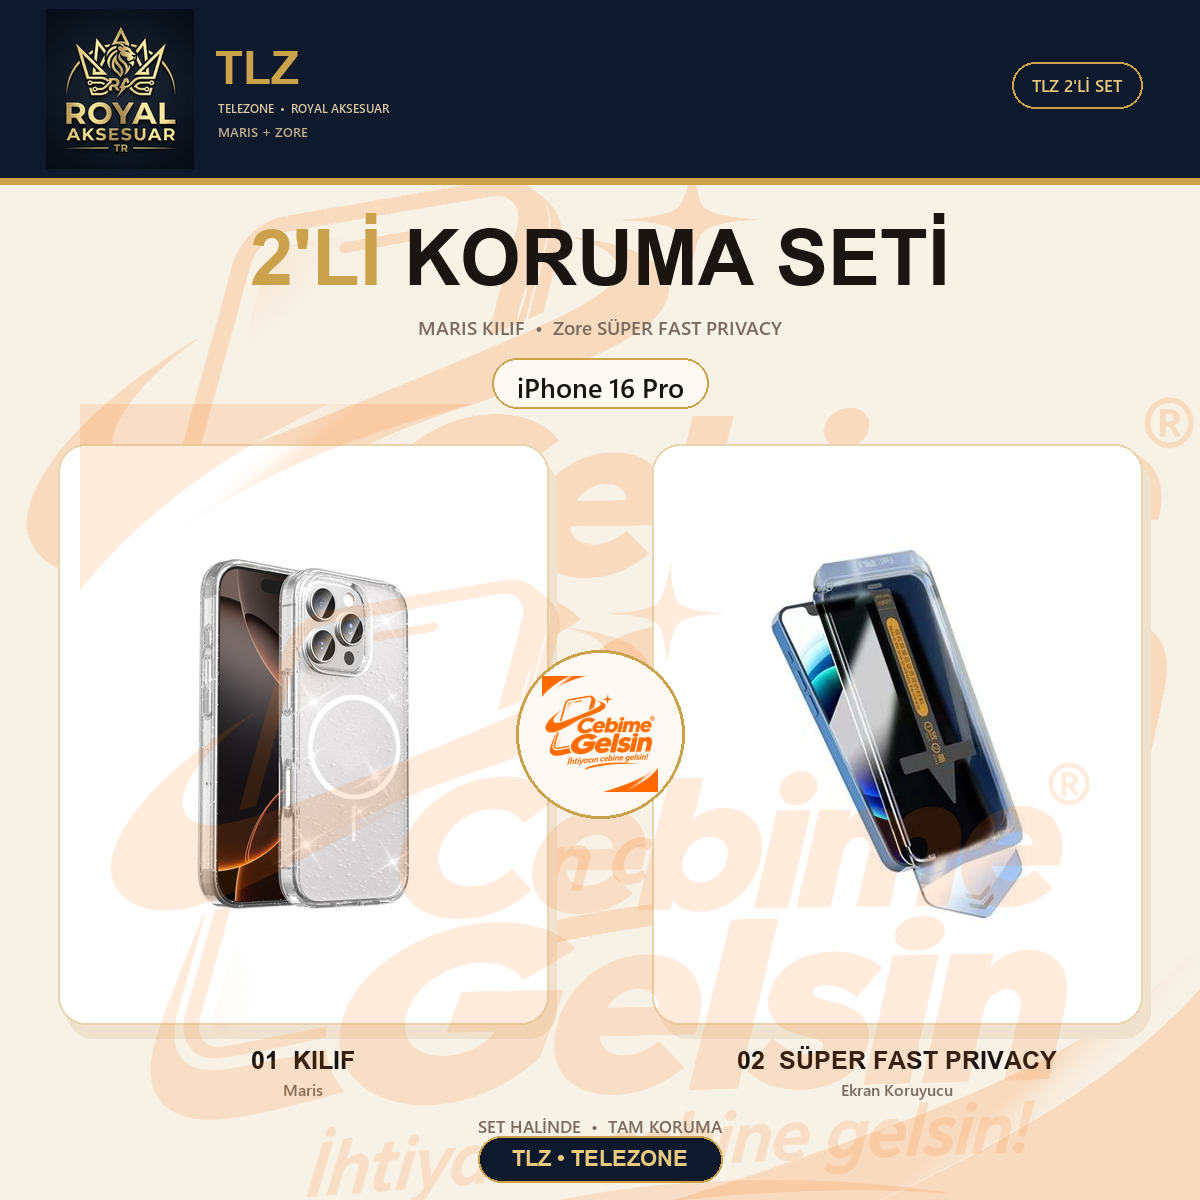 ROYAL
AKSESUAR
TR
TLZ
TELEZONE • ROYAL AKSESUAR
MARIS + ZORE
TLZ 2'Lİ SET
2'Lİ KORUMA SETİ
MARIS KILIF • Zore SÜPER FAST PRIVACY
iPhone 16 Pro
Cebime
Gelsin
İhtiyacın cebine gelsin!
Cebime ®
Gelsin
01 KILIF
Maris
02 SÜPER FAST PRIVACY
Ekran Koruyucu
SET HALİNDE • TAM KORUMA
TLZ • TELEZONE